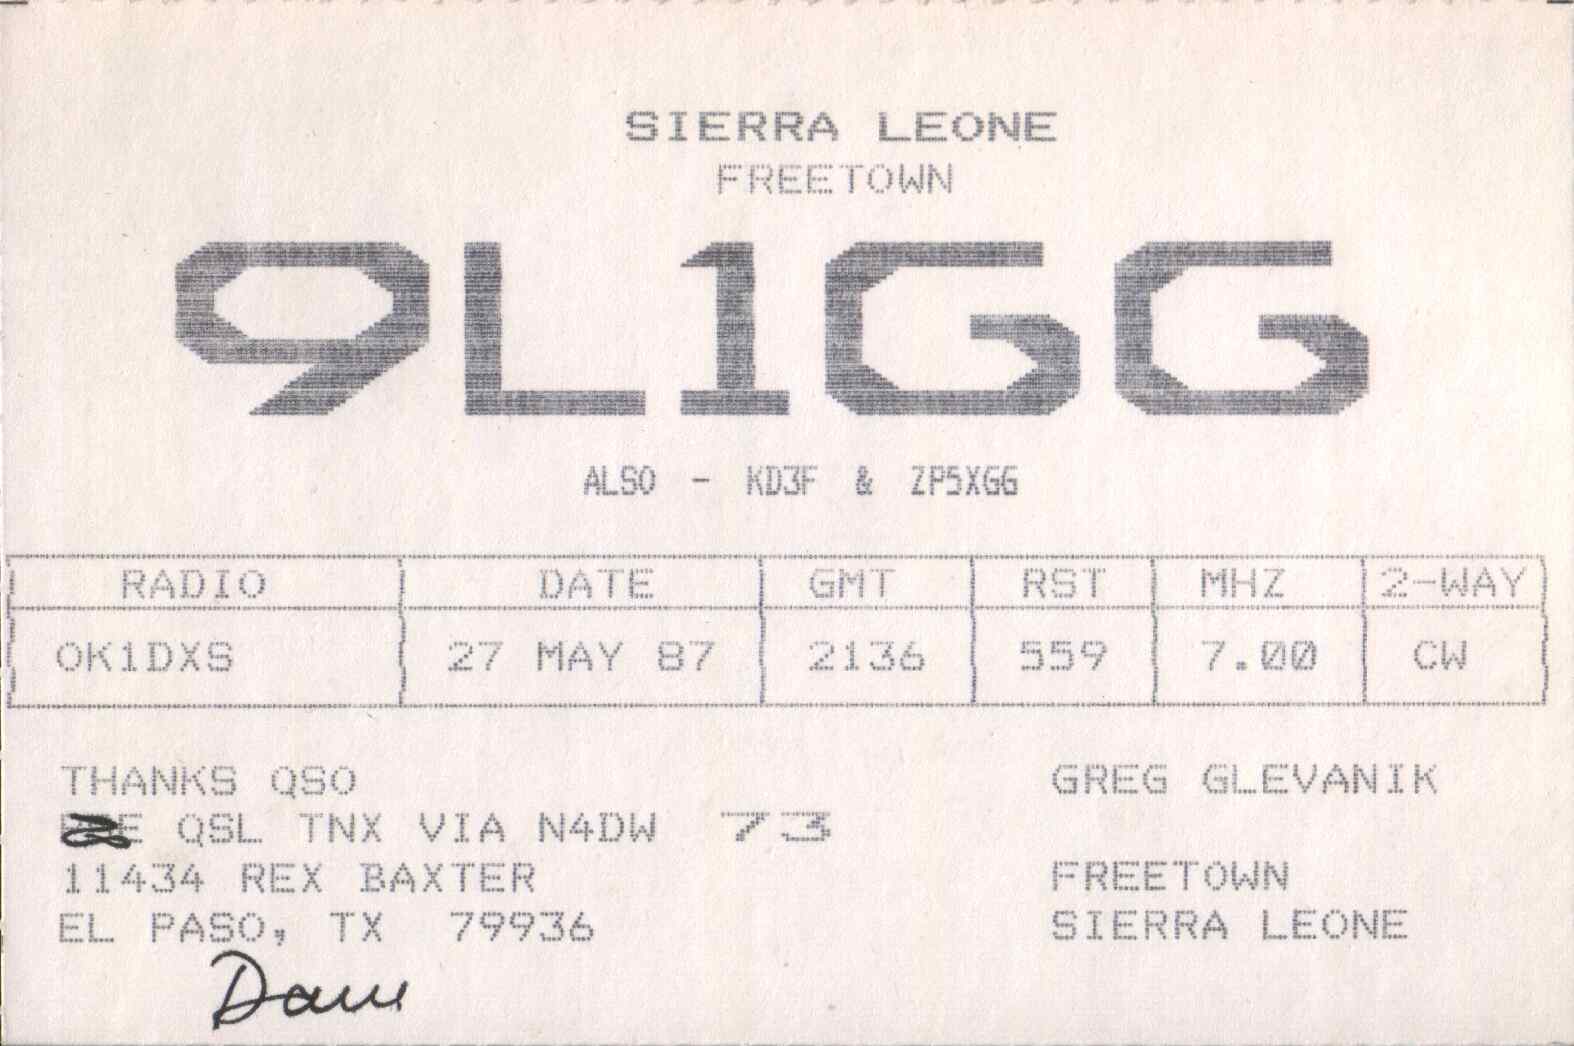 SIERRA LEONE
FREETOWN
9L1GG
ALSO - KD3F & ZP5XGG
RADIO DATE GMT RST MHZ 2-WAY
OK1DXS 27 MAY 87 2136 559 7.00 CW
THANKS QSO
QSL TNX VIA N4DW 73
11434 REX BAXTER
EL PASO, TX 79936
Dave
GREG GLEVANIK
FREETOWN
SIERRA LEONE